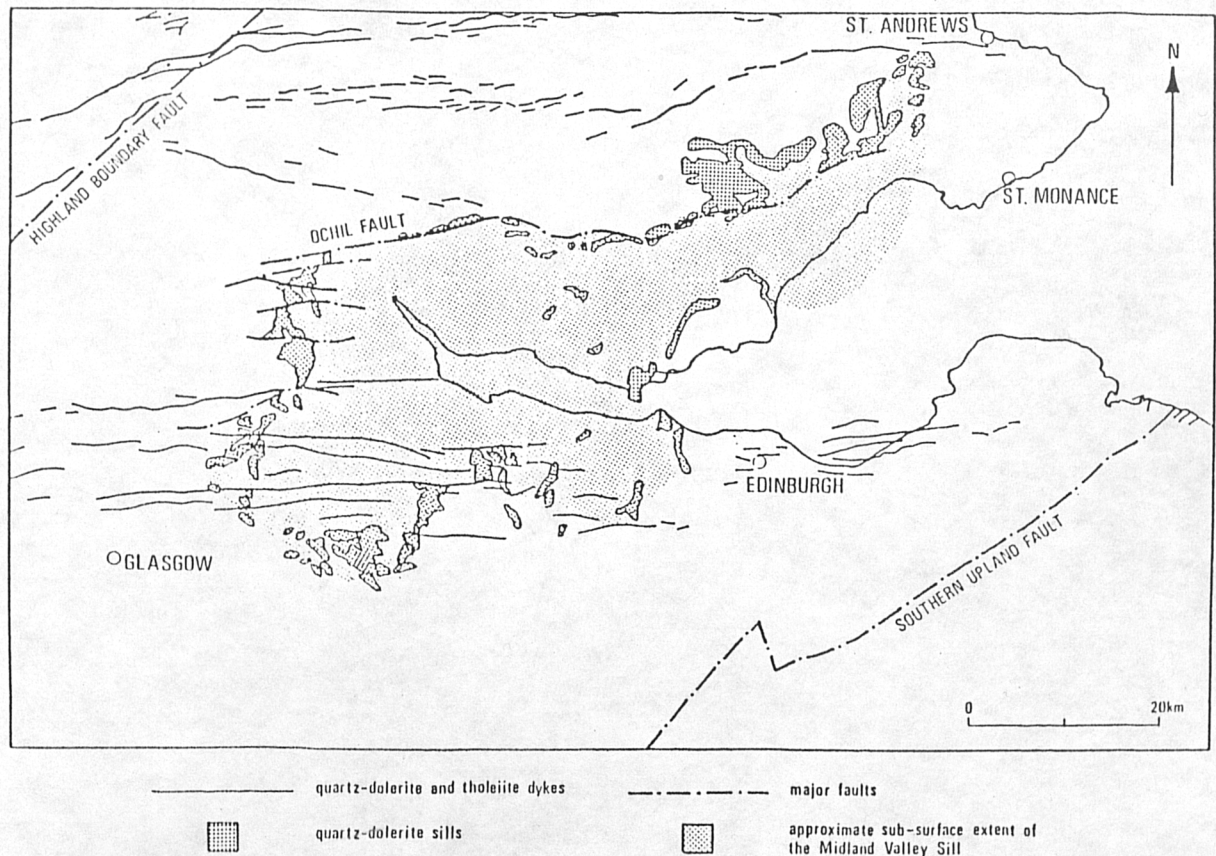 ST. ANDREWS
N
HIGHLAND BOUNDARY FAULT
ST. MONANCE
OCHIL FAULT
EDINBURGH
GLASGOW
SOUTHERN UPLAND FAULT
0 20km
quartz-dolerite and tholeiite dykes
major faults
quartz-dolerite sills
approximate sub-surface extent of
the Midland Valley Sill